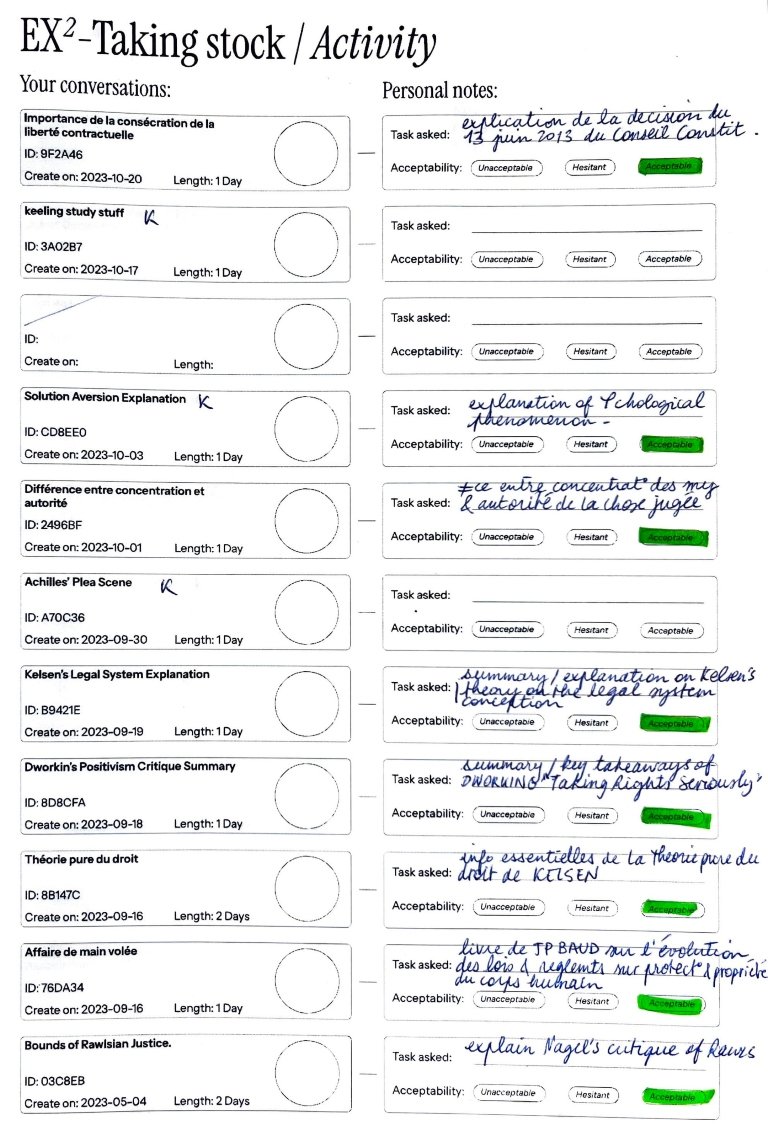 EX²-Taking stock / Activity
Your conversations:
Personal notes:
Importance de la consécration de la
liberté contractuelle
ID: 9F2A46
Create on: 2023-10-20 Length: 1 Day
explication de la décision du
Task asked: 13 juin 2013 du Conseil Constit.
Acceptability: Unacceptable Hesitant Acceptable
keeling study stuff K
ID: 3A02B7
Create on: 2023-10-17 Length: 1 Day
Task asked:
Acceptability: Unacceptable Hesitant Acceptable
ID:
Create on: Length:
Task asked:
Acceptability: Unacceptable Hesitant Acceptable
Solution Aversion Explanation K
ID: CD8EE0
Create on: 2023-10-03 Length: 1 Day
explanation of Ychological
Task asked: phenomenon -
Acceptability: Unacceptable Hesitant Acceptable
Différence entre concentration et
autorité
ID: 2496BF
Create on: 2023-10-01 Length: 1 Day
≠ce entre concentrat° des
Task asked: & autorité de la chose jugée
Acceptability: Unacceptable Hesitant Acceptable
Achilles' Plea Scene K
ID: A70C36
Create on: 2023-09-30 Length: 1 Day
Task asked:
Acceptability: Unacceptable Hesitant Acceptable
Kelsen's Legal System Explanation
ID: B9421E
Create on: 2023-09-19 Length: 1 Day
summary / explanation on Kelsen's
Task asked: theory on the legal system
conception
Acceptability: Unacceptable Hesitant Acceptable
Dworkin's Positivism Critique Summary
ID: 8D8CFA
Create on: 2023-09-18 Length: 1 Day
summary / key takeaways of
Task asked: DWORKING "Taking Rights Seriously"
Acceptability: Unacceptable Hesitant Acceptable
Théorie pure du droit
ID: 8B147C
Create on: 2023-09-16 Length: 2 Days
info essentielles de la théorie pure du
Task asked: droit de KELSEN
Acceptability: Unacceptable Hesitant Acceptable
Affaire de main volée
ID: 76DA34
Create on: 2023-09-16 Length: 1 Day
livre de JP BAUD sur l'évolution
Task asked: des lois & règlemts sur protect° & propriété
du corps humain
Acceptability: Unacceptable Hesitant Acceptable
Bounds of Rawlsian Justice.
ID: 03C8EB
Create on: 2023-05-04 Length: 2 Days
Task asked: explain Nagel's critique of Rawls
Acceptability: Unacceptable Hesitant Acceptable